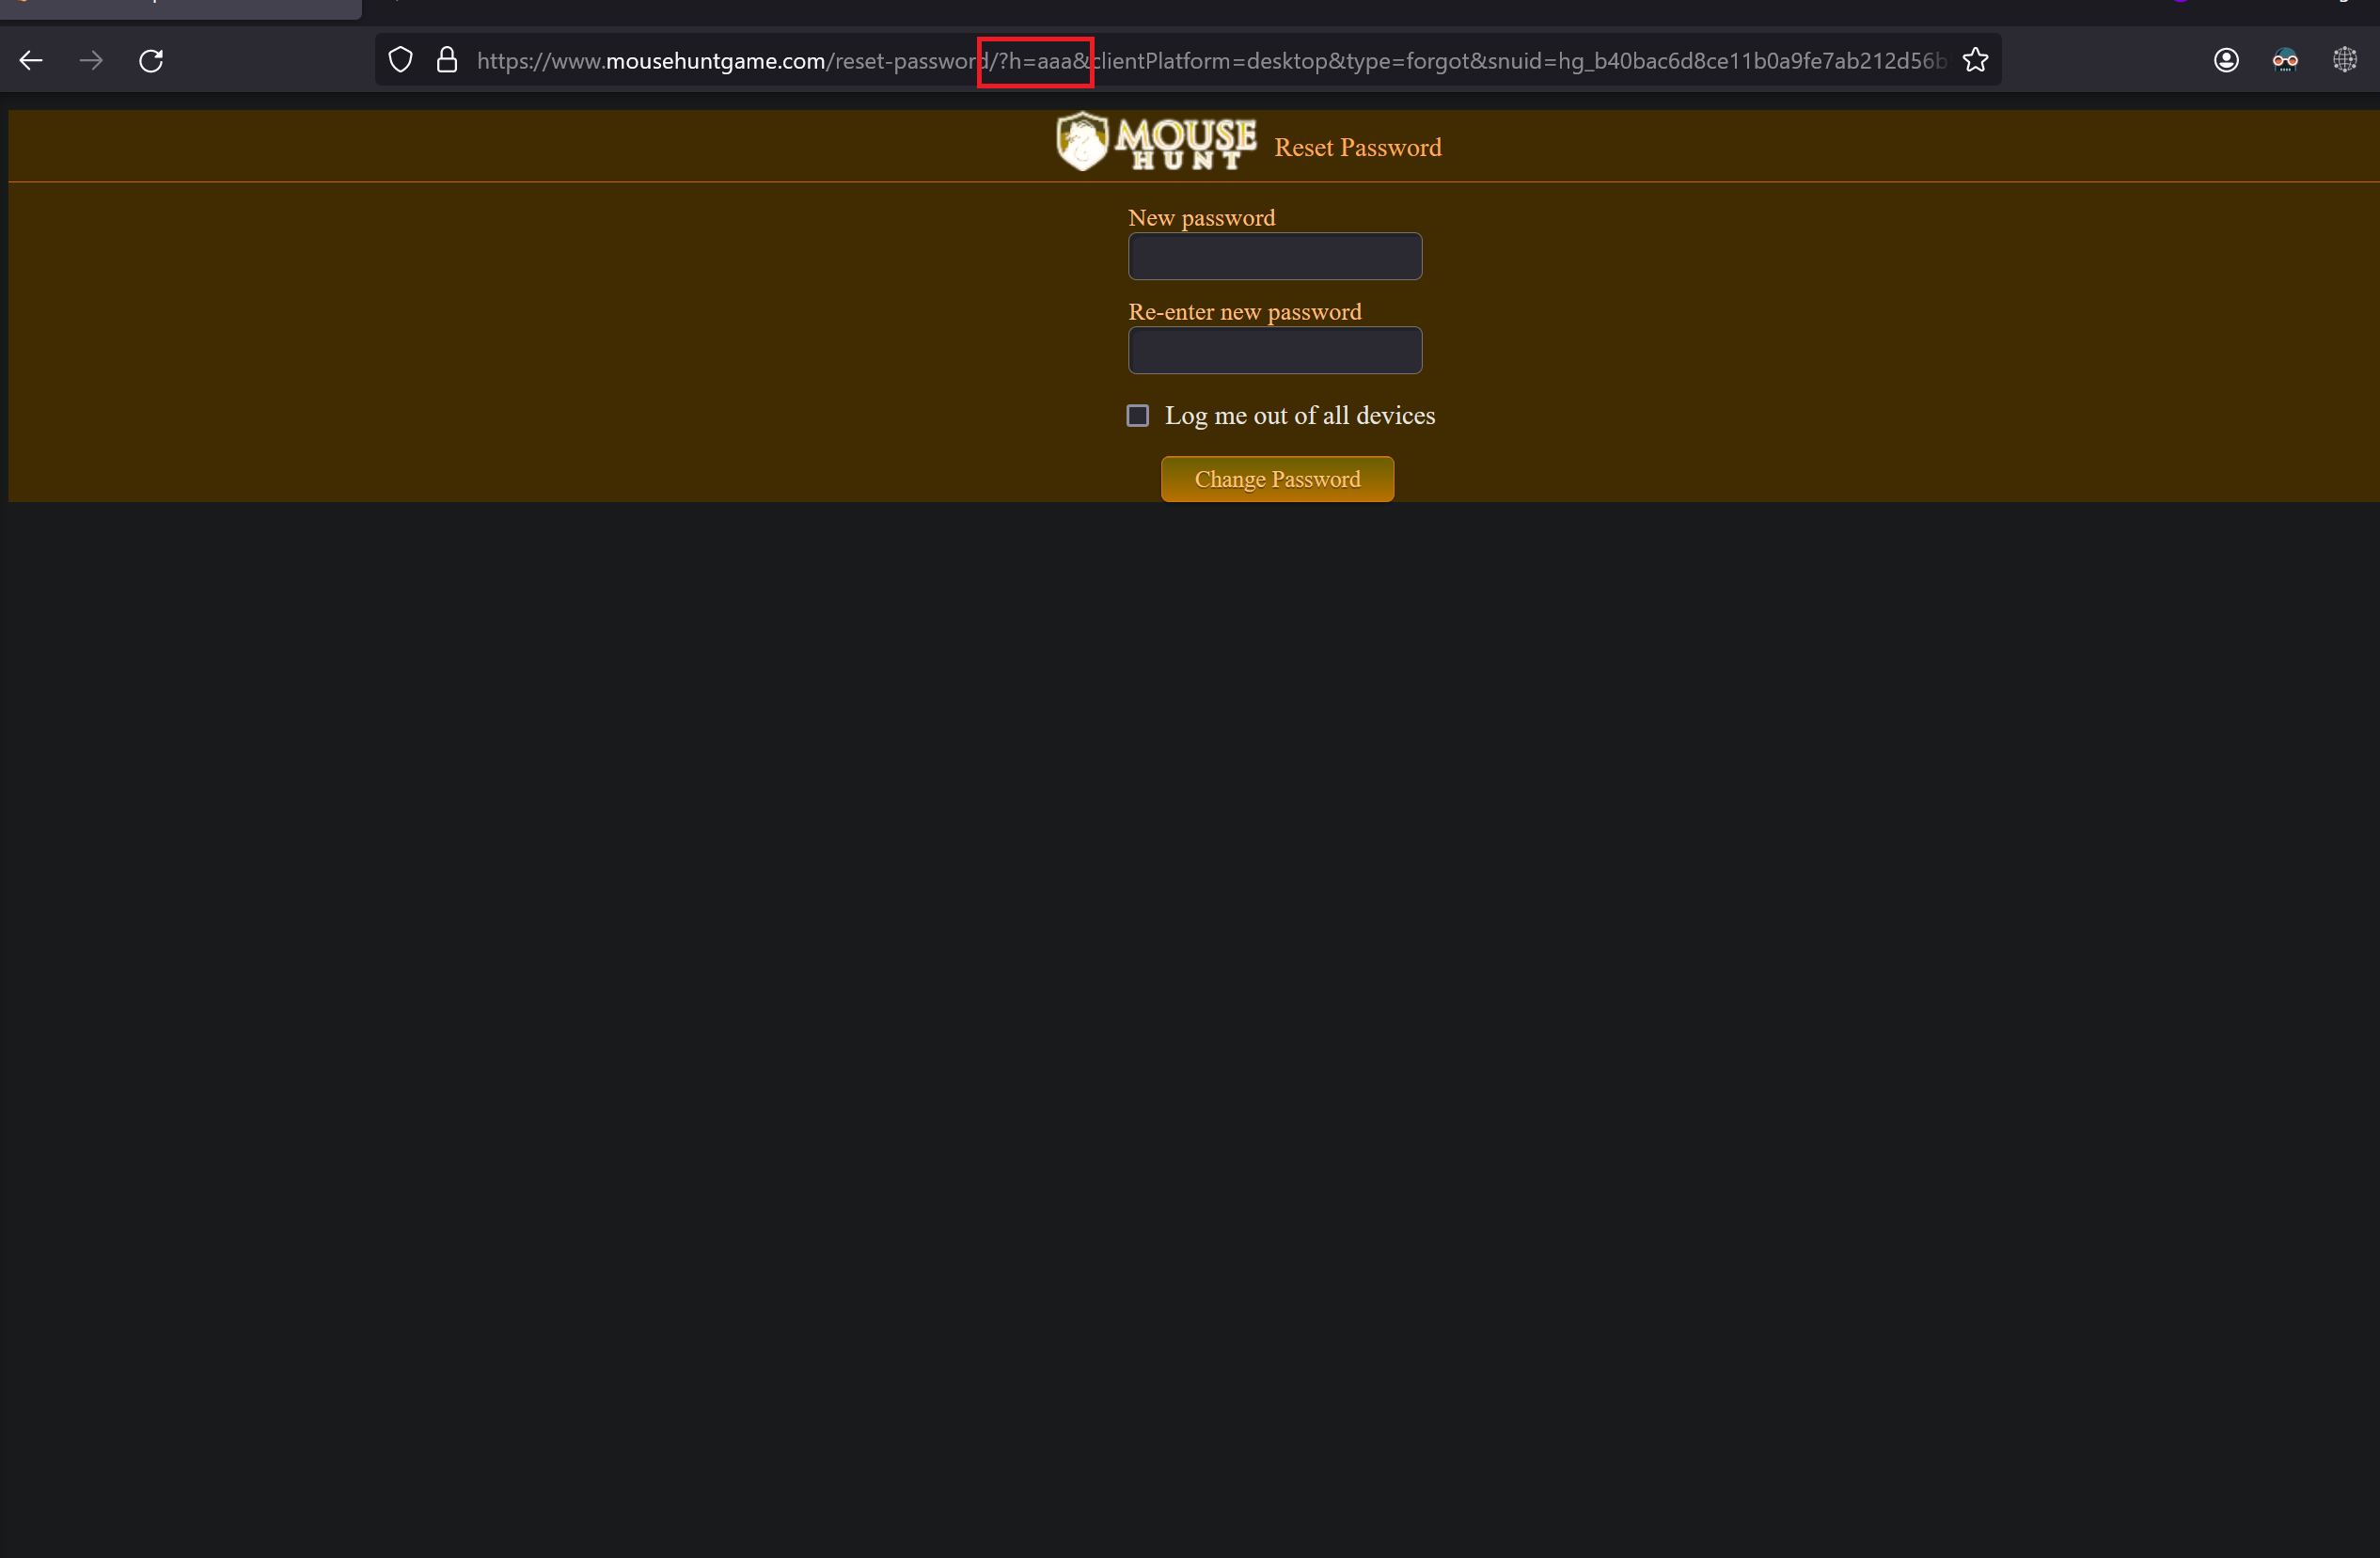 https://www.mousehuntgame.com/reset-password/?h=aaa&clientPlatform=desktop&type=forgot&snuid=hg_b40bac6d8ce11b0a9fe7ab212d56b
MOUSE
HUNT
Reset Password
New password
Re-enter new password
Log me out of all devices
Change Password